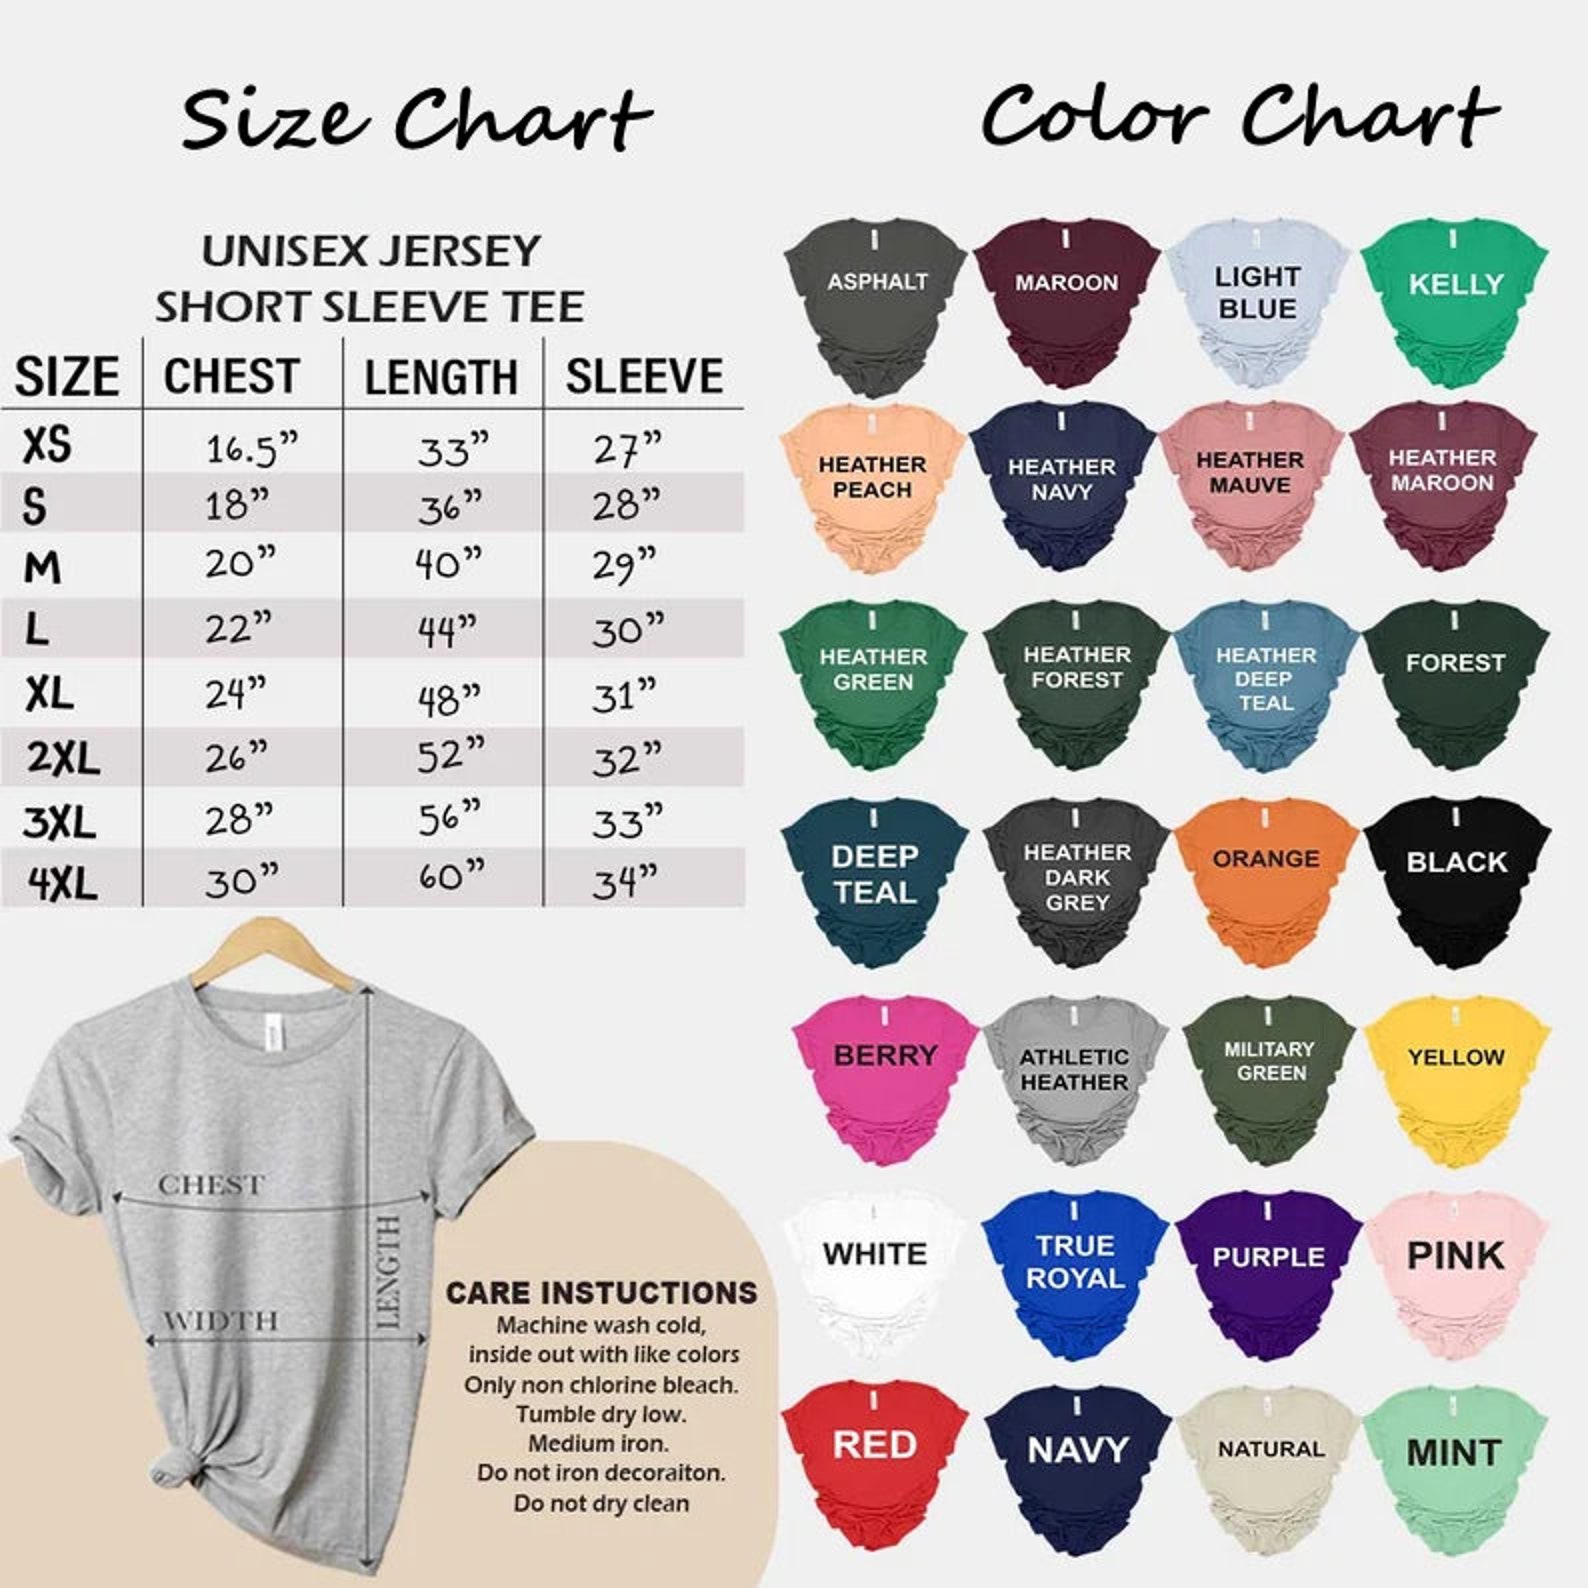 Size Chart
UNISEX JERSEY
SHORT SLEEVE TEE
SIZE CHEST LENGTH SLEEVE
XS 16.5” 33” 27”
S 18” 36” 28”
M 20” 40” 29”
L 22” 44” 30”
XL 24” 48” 31”
2XL 26” 52” 32”
3XL 28” 56” 33”
4XL 30” 60” 34”
CHEST
LENGTH
WIDTH
CARE INSTUCTIONS
Machine wash cold,
inside out with like colors
Only non chlorine bleach.
Tumble dry low.
Medium iron.
Do not iron decoraiton.
Do not dry clean
Color Chart
ASPHALT
MAROON
LIGHT
BLUE
KELLY
HEATHER
PEACH
HEATHER
NAVY
HEATHER
MAUVE
HEATHER
MAROON
HEATHER
GREEN
HEATHER
FOREST
HEATHER
DEEP
TEAL
FOREST
DEEP
TEAL
HEATHER
DARK
GREY
ORANGE
BLACK
BERRY
ATHLETIC
HEATHER
MILITARY
GREEN
YELLOW
WHITE
TRUE
ROYAL
PURPLE
PINK
RED
NAVY
NATURAL
MINT